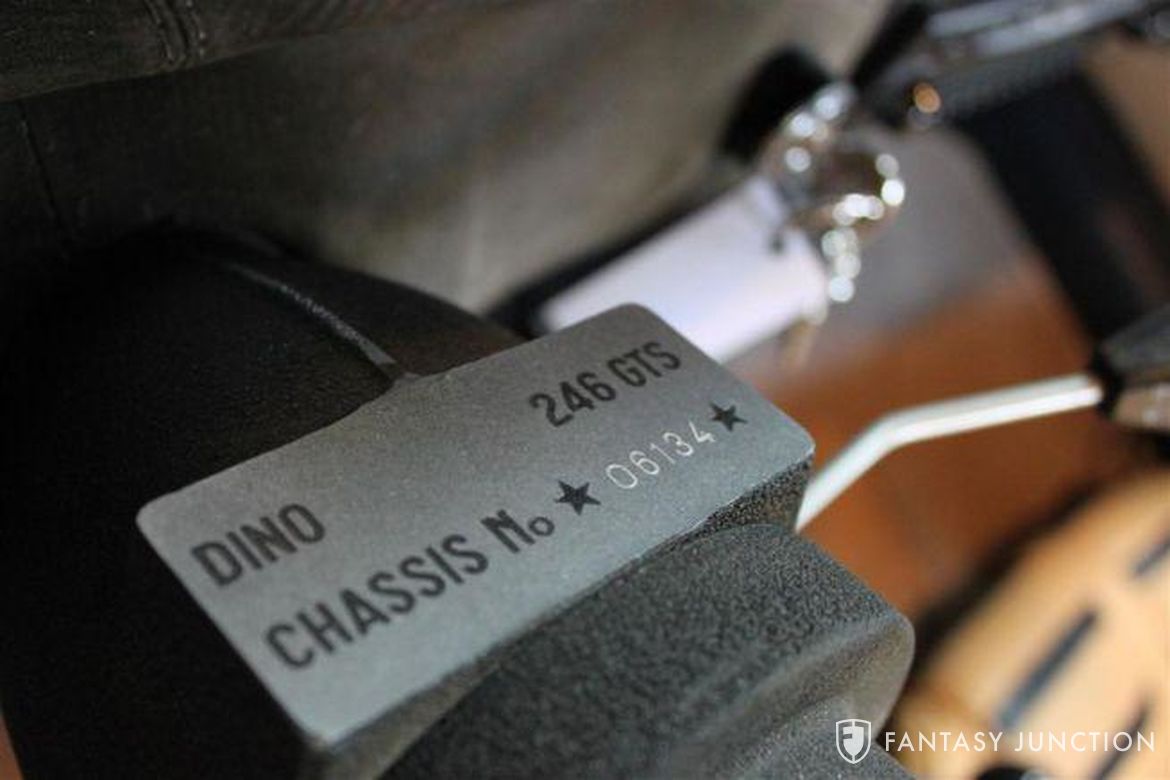 DINO 246 GTS
CHASSIS No ★ 06134 ★
FANTASY JUNCTION